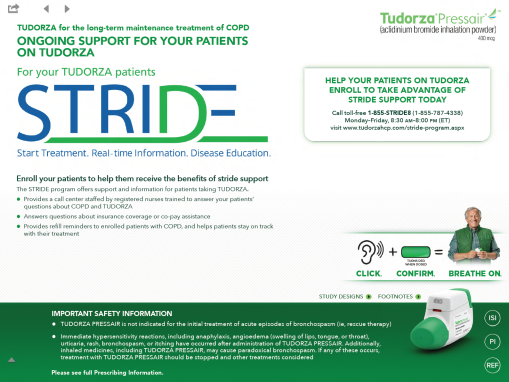 TUDORZA for the long-term maintenance treatment of COPD
ONGOING SUPPORT FOR YOUR PATIENTS
ON TUDORZA
Tudorza® Pressair®
(aclidinium bromide inhalation powder)
400 mcg
For your TUDORZA patients
STRIDE
Start Treatment. Real-time Information. Disease Education.
HELP YOUR PATIENTS ON TUDORZA
ENROLL TO TAKE ADVANTAGE OF
STRIDE SUPPORT TODAY
Call toll-free 1-855-STRIDE8 (1-855-787-4338)
Monday-Friday, 8:30 AM-8:00 PM (ET)
visit www.tudorzahcp.com/stride-program.aspx
Enroll your patients to help them receive the benefits of stride support
The STRIDE program offers support and information for patients taking TUDORZA.
• Provides a call center staffed by registered nurses trained to answer your patients'
questions about COPD and TUDORZA
• Answers questions about insurance coverage or co-pay assistance
• Provides refill reminders to enrolled patients with COPD, and helps patients stay on track
with their treatment
+ =
CLICK. CONFIRM. BREATHE ON.
STUDY DESIGNS FOOTNOTES
IMPORTANT SAFETY INFORMATION
• TUDORZA PRESSAIR is not indicated for the initial treatment of acute episodes of bronchospasm (ie, rescue therapy)
• Immediate hypersensitivity reactions, including anaphylaxis, angioedema (swelling of lips, tongue, or throat),
urticaria, rash, bronchospasm, or itching have occurred after administration of TUDORZA PRESSAIR. Additionally,
inhaled medicines, including TUDORZA PRESSAIR, may cause paradoxical bronchospasm. If any of these occurs,
treatment with TUDORZA PRESSAIR should be stopped and other treatments considered
Please see full Prescribing Information.
ISI
PI
REF